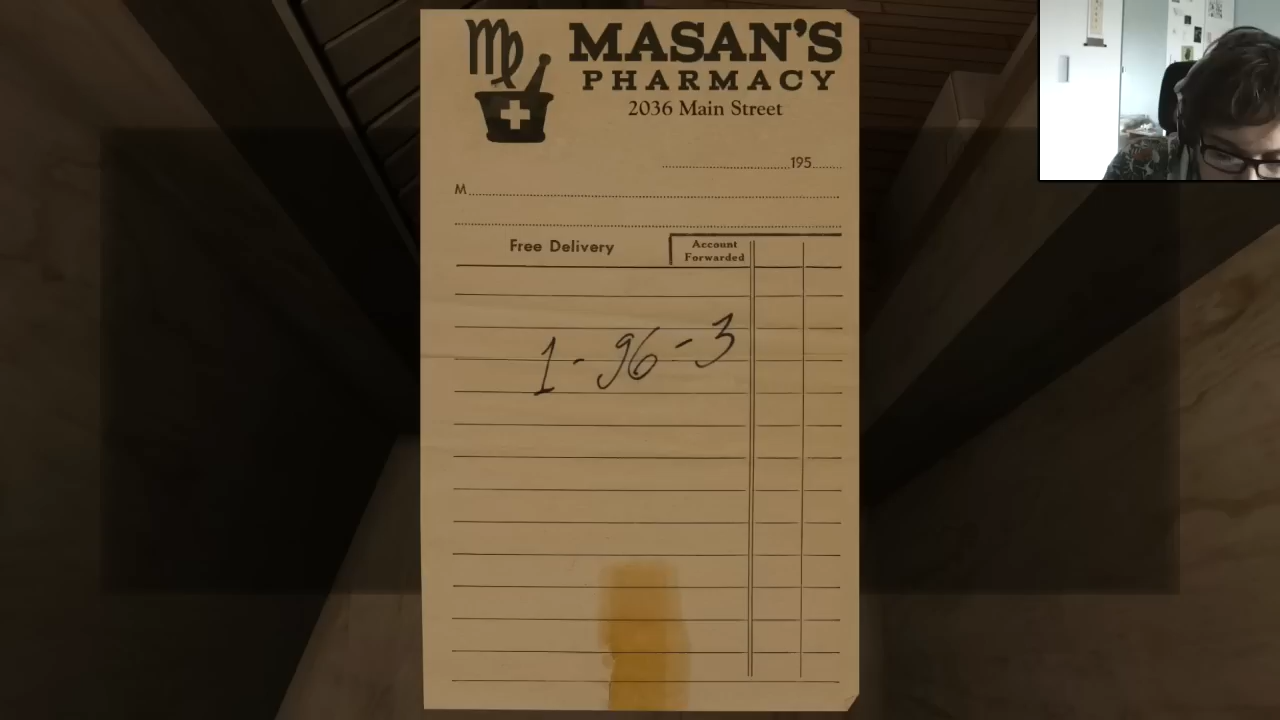 MASAN'S
PHARMACY
2036 Main Street
195
M
Free Delivery
Account
Forwarded
1-96-3